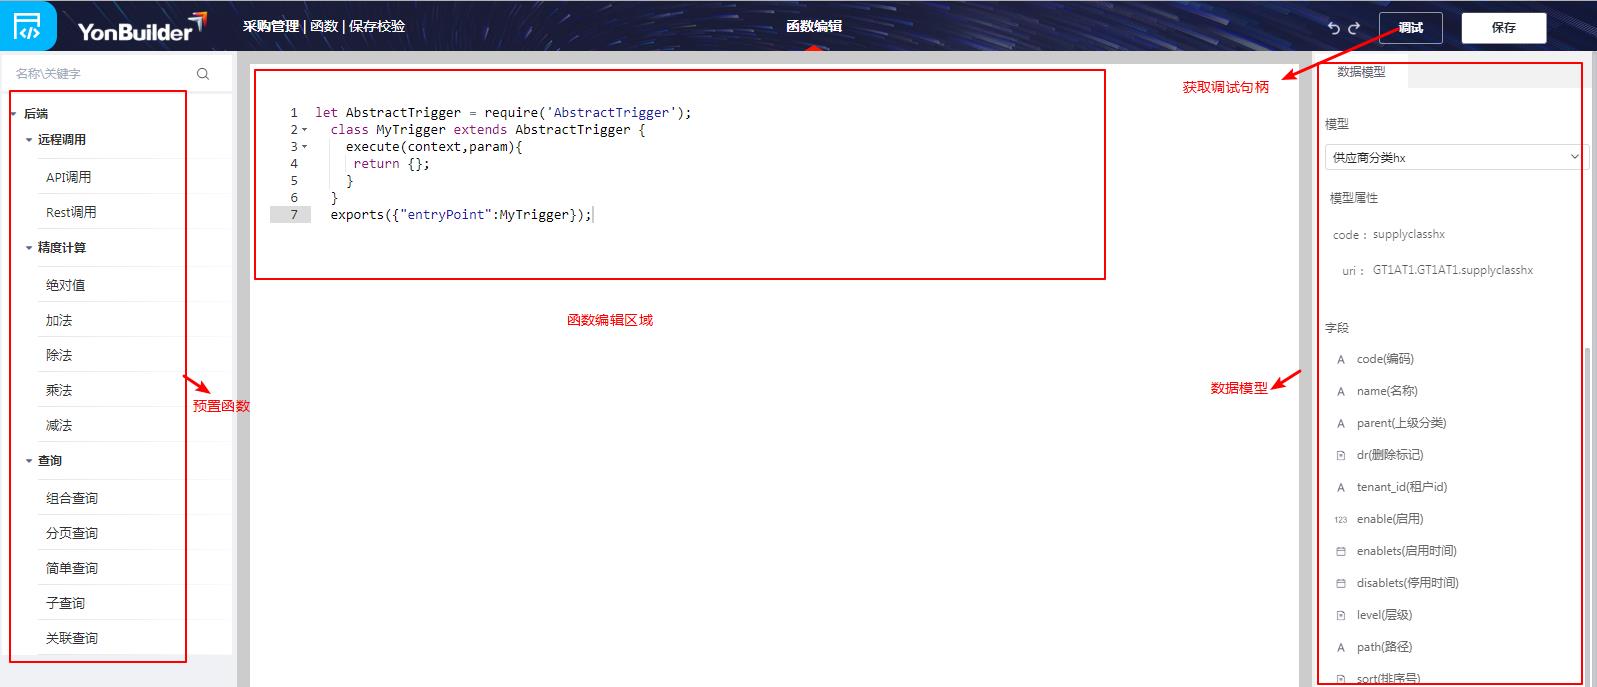 YonBuilder
采购管理 | 函数 | 保存校验
函数编辑
调试
保存
名称\关键字
后端
远程调用
API调用
Rest调用
精度计算
绝对值
加法
除法
乘法
减法
查询
组合查询
分页查询
简单查询
子查询
关联查询
预置函数
1 let AbstractTrigger = require('AbstractTrigger');
2 class MyTrigger extends AbstractTrigger {
3 execute(context,param){
4 return {};
5 }
6 }
7 exports({"entryPoint":MyTrigger});
函数编辑区域
获取调试句柄
数据模型
数据模型
模型
供应商分类hx
模型属性
code： supplyclasshx
uri： GT1AT1.GT1AT1.supplyclasshx
字段
A code(编码)
A name(名称)
A parent(上级分类)
dr(删除标记)
A tenant_id(租户id)
123 enable(启用)
enablets(启用时间)
disablets(停用时间)
level(层级)
A path(路径)
sort(排序号)